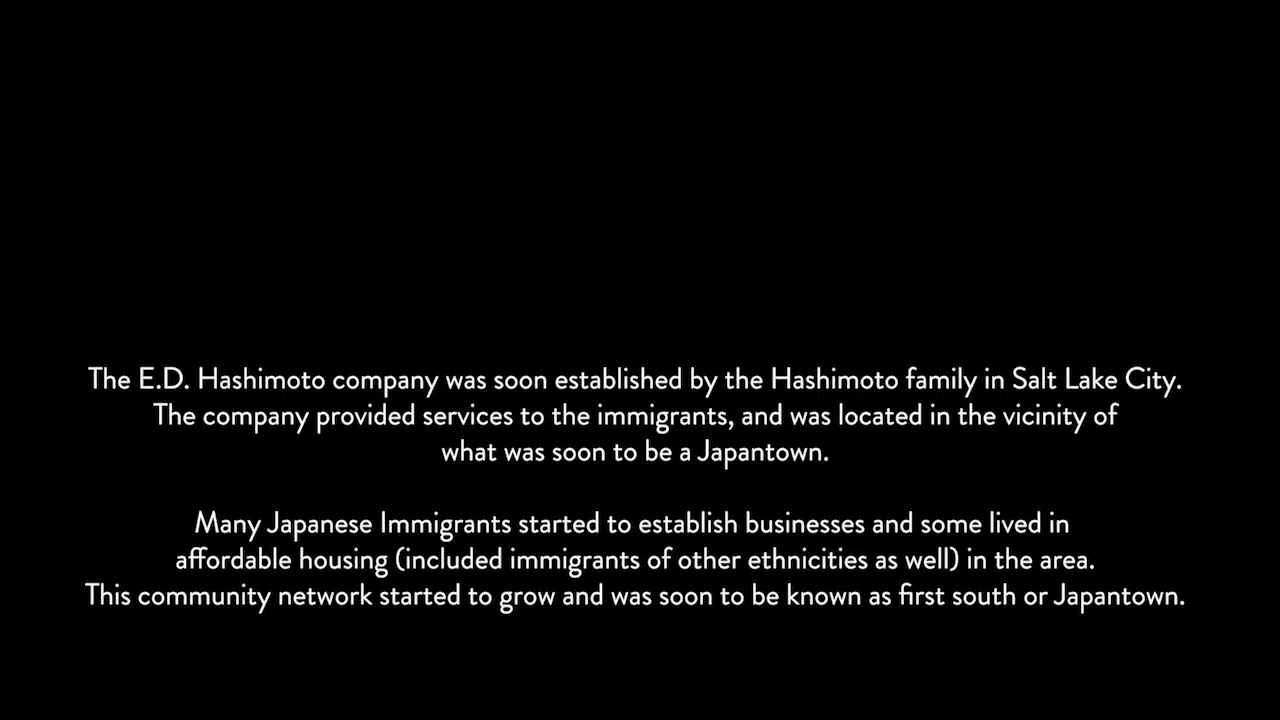 The E.D. Hashimoto company was soon established by the Hashimoto family in Salt Lake City.
The company provided services to the immigrants, and was located in the vicinity of
what was soon to be a Japantown.
Many Japanese Immigrants started to establish businesses and some lived in
affordable housing (included immigrants of other ethnicities as well) in the area.
This community network started to grow and was soon to be known as first south or Japantown.